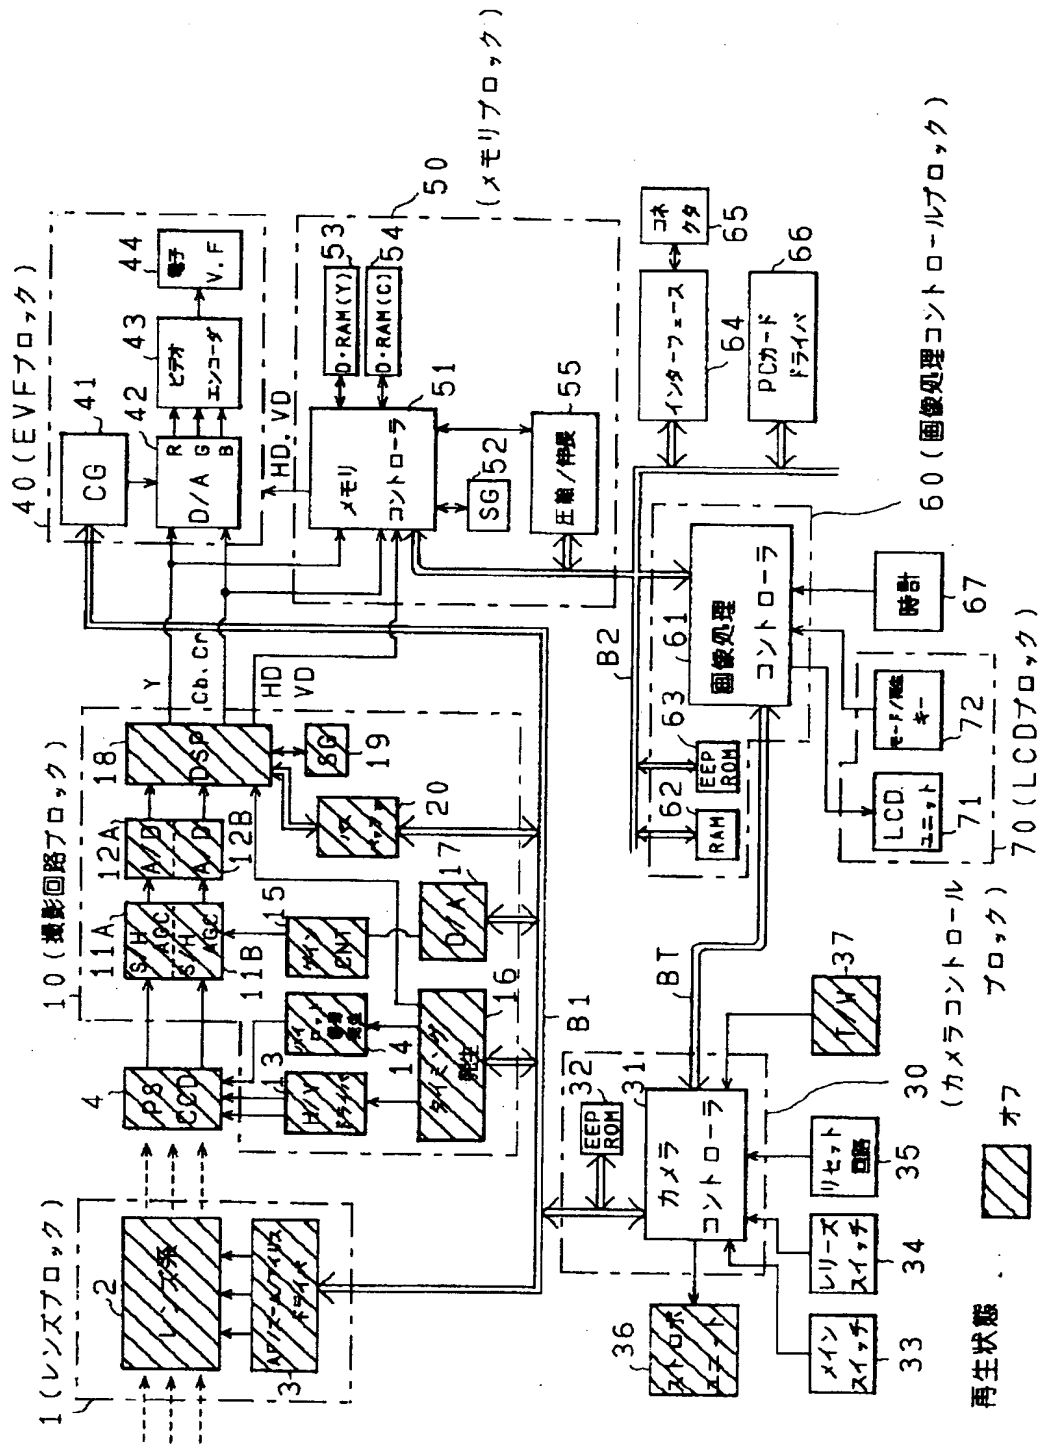 1(レンズブロック)
2
レンズ系
3
AF/ズーム/アイリス
ドライバ
4
PS
CCD
10(撮影回路ブロック)
11A
S/H
AGC
S/H
AGC
11B
12A
A/D
A/D
12B
13
H/V
ドライバ
14
15
ゲイン
CNT
16
タイミング
発生
17
D/A
18
DSP
19
SG
20
バス
バッファ
Y
Cb.Cr
HD
VD
B1
40(EVFブロック)
41
CG
42
R
G
B
D/A
43
ビデオ
エンコーダ
44
電子
V.F
HD.VD
50
(メモリブロック)
51
メモリ
コントローラ
52
SG
53
D・RAM(Y)
54
D・RAM(C)
55
圧縮/伸長
B2
60(画像処理コントロールブロック)
61
画像処理
コントローラ
62
RAM
63
EEP
ROM
64
インターフェース
65
コネ
クタ
66
PCカード
ドライバ
67
時計
70(LCDブロック)
71
LCD
ユニット
72
モード/再生
キー
BT
30
(カメラコントロール
ブロック)
31
カメラ
コントローラ
32
EEP
ROM
33
メイン
スイッチ
34
レリーズ
スイッチ
35
リセット
回路
36
ストロボ
ユニット
37
T/W
再生状態
オフ